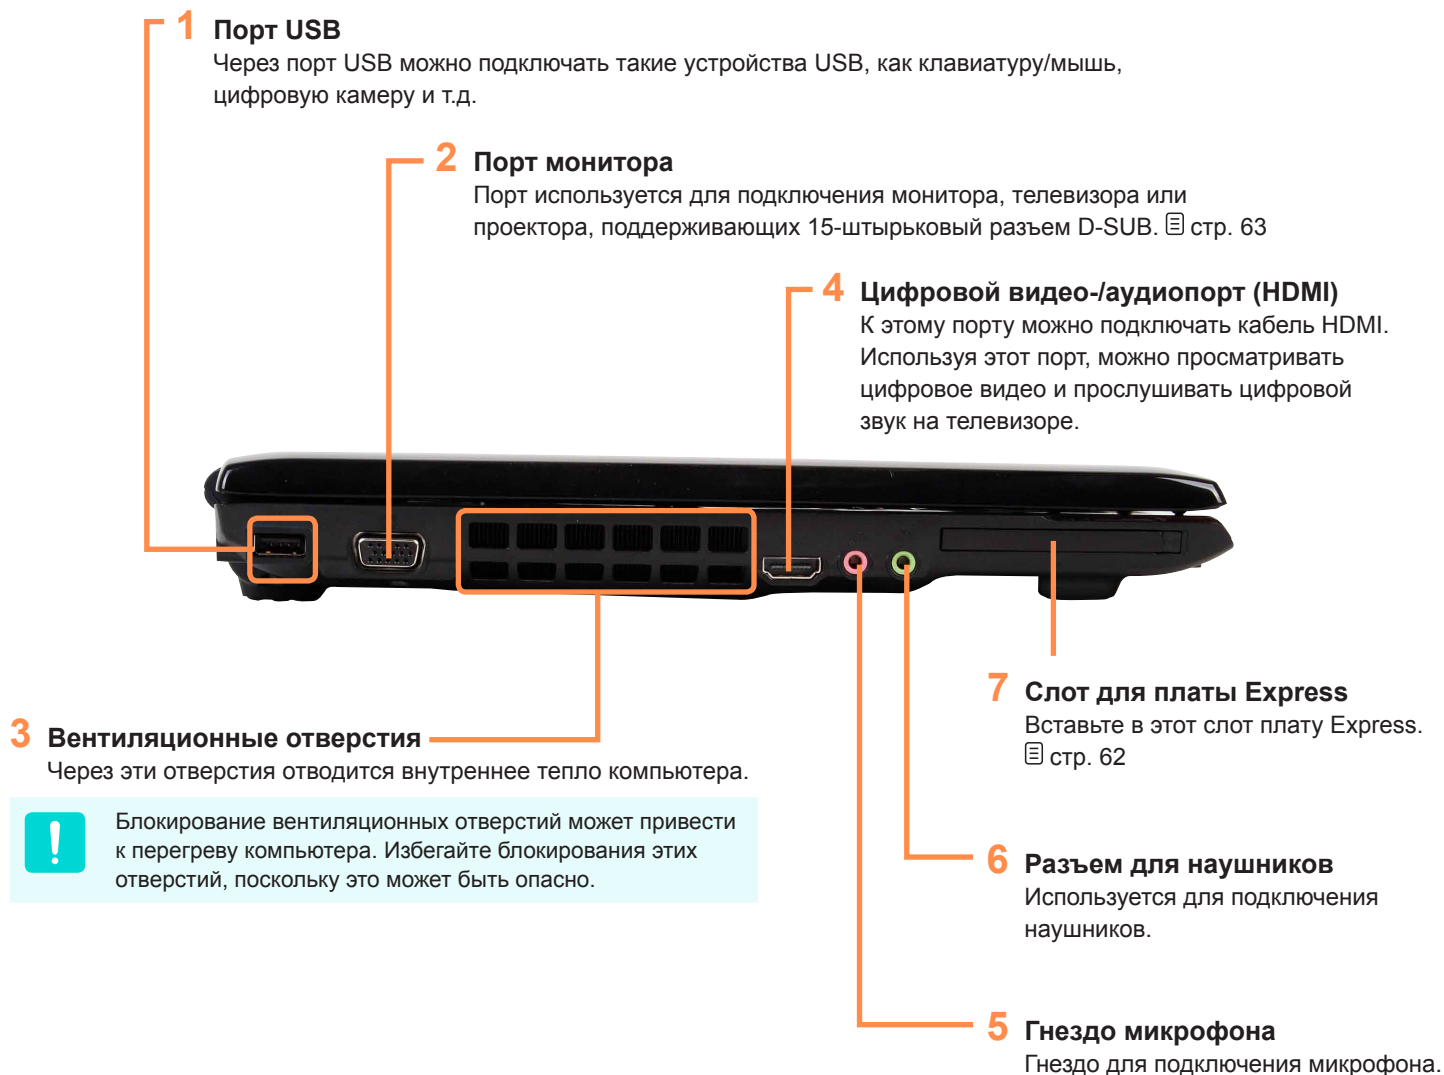 1 Порт USB
Через порт USB можно подключать такие устройства USB, как клавиатуру/мышь,
цифровую камеру и т.д.
2 Порт монитора
Порт используется для подключения монитора, телевизора или
проектора, поддерживающих 15-штырьковый разъем D-SUB. стр. 63
4 Цифровой видео-/аудиопорт (HDMI)
К этому порту можно подключать кабель HDMI.
Используя этот порт, можно просматривать
цифровое видео и прослушивать цифровой
звук на телевизоре.
3 Вентиляционные отверстия
Через эти отверстия отводится внутреннее тепло компьютера.
Блокирование вентиляционных отверстий может привести
к перегреву компьютера. Избегайте блокирования этих
отверстий, поскольку это может быть опасно.
7 Слот для платы Express
Вставьте в этот слот плату Express.
стр. 62
6 Разъем для наушников
Используется для подключения
наушников.
5 Гнездо микрофона
Гнездо для подключения микрофона.